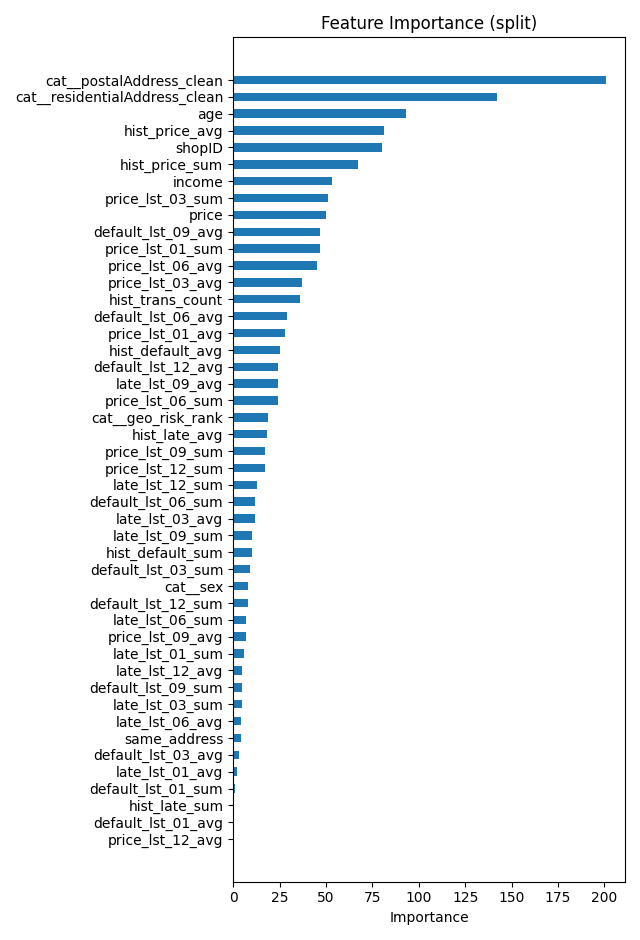 Feature Importance (split)
cat__postalAddress_clean
cat__residentialAddress_clean
age
hist_price_avg
shopID
hist_price_sum
income
price_lst_03_sum
price
default_lst_09_avg
price_lst_01_sum
price_lst_06_avg
price_lst_03_avg
hist_trans_count
default_lst_06_avg
price_lst_01_avg
hist_default_avg
default_lst_12_avg
late_lst_09_avg
price_lst_06_sum
cat__geo_risk_rank
hist_late_avg
price_lst_09_sum
price_lst_12_sum
late_lst_12_sum
default_lst_06_sum
late_lst_03_avg
late_lst_09_sum
hist_default_sum
default_lst_03_sum
cat__sex
default_lst_12_sum
late_lst_06_sum
price_lst_09_avg
late_lst_01_sum
late_lst_12_avg
default_lst_09_sum
late_lst_03_sum
late_lst_06_avg
same_address
default_lst_03_avg
late_lst_01_avg
default_lst_01_sum
hist_late_sum
default_lst_01_avg
price_lst_12_avg
0 25 50 75 100 125 150 175 200
Importance